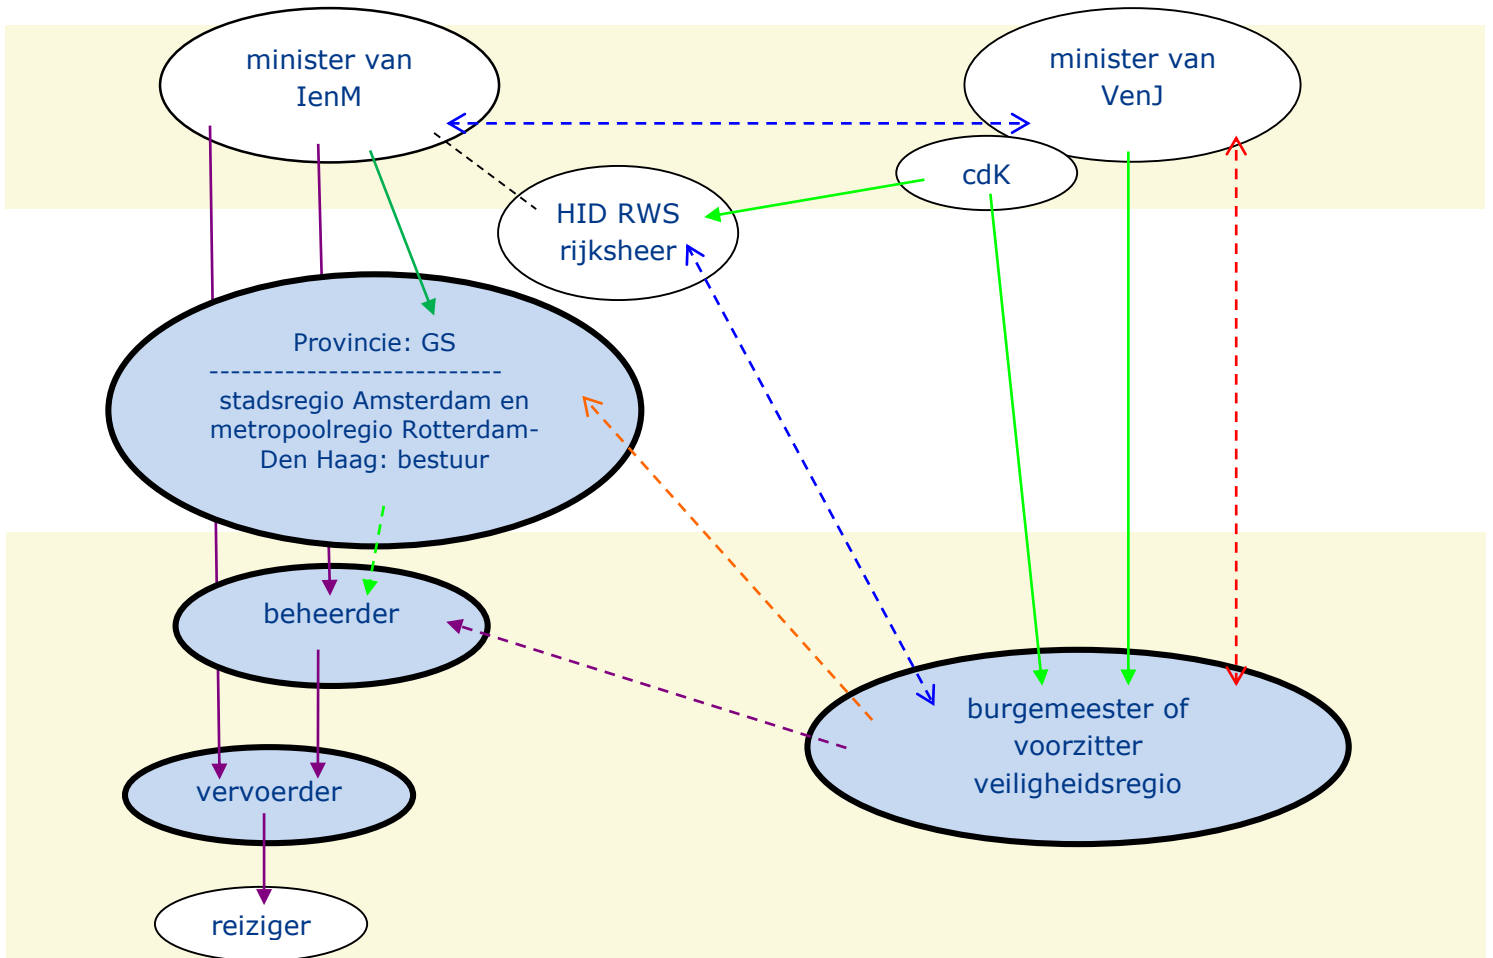 minister van
IenM
minister van
VenJ
cdK
HID RWS
rijksheer
Provincie: GS
---------------------------
stadsregio Amsterdam en
metropoolregio Rotterdam-
Den Haag: bestuur
beheerder
burgemeester of
voorzitter
veiligheidsregio
vervoerder
reiziger